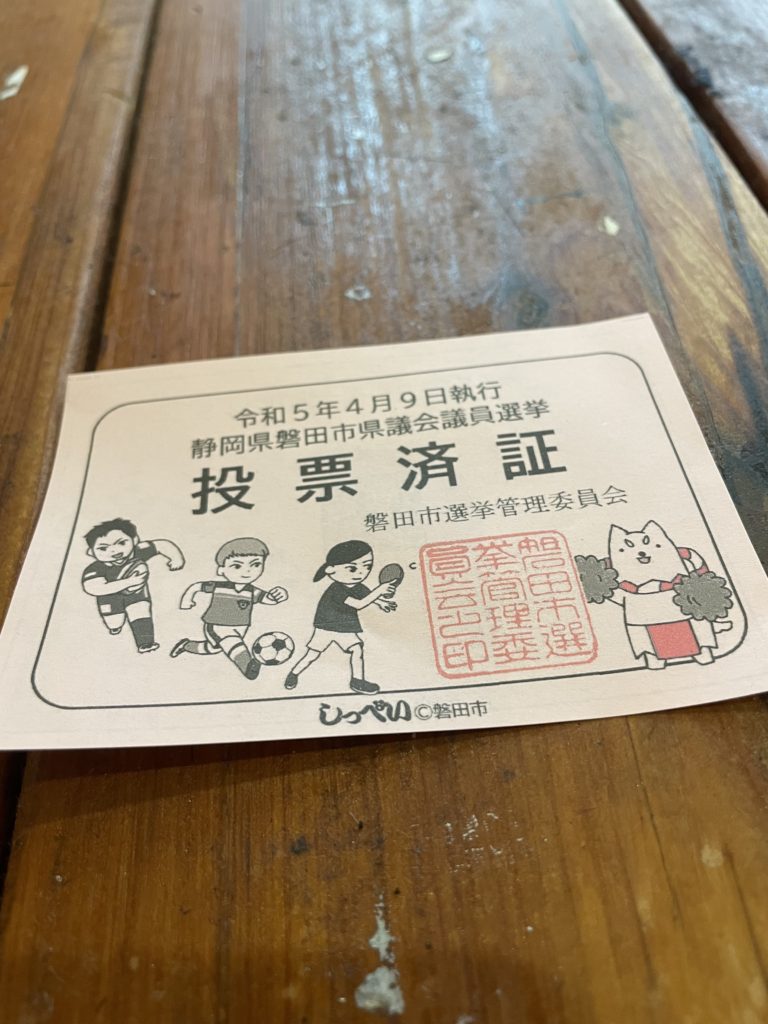 令和5年4月9日執行
静岡県磐田市県議会議員選挙
投票済証
磐田市選挙管理委員会
磐田市選
挙管理委
員会之印
しっぺい©磐田市